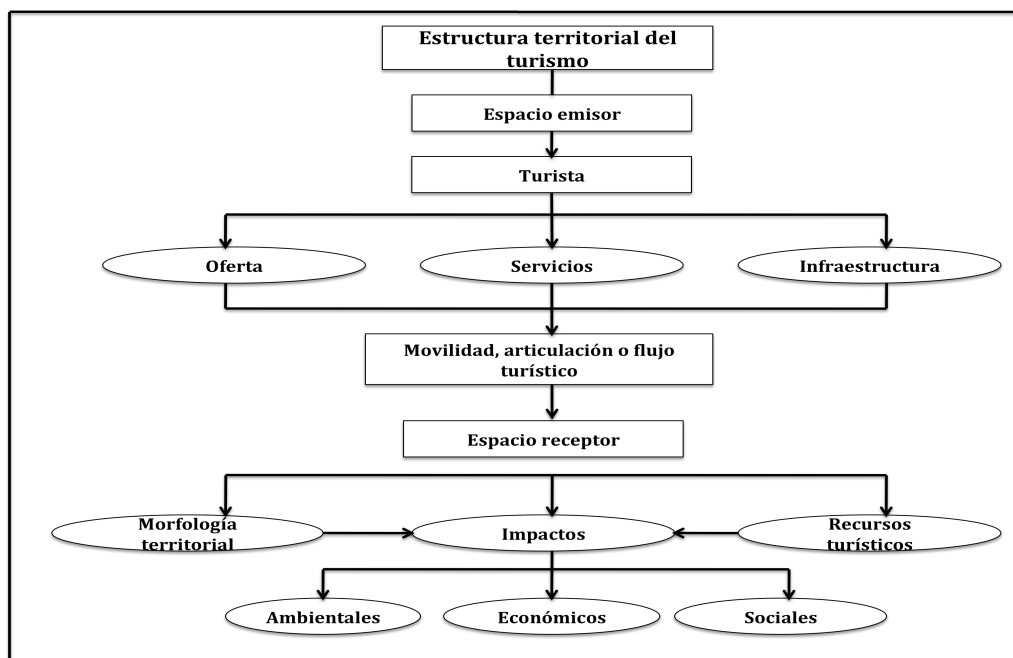 Estructura territorial del
turismo
Espacio emisor
Turista
Oferta
Servicios
Infraestructura
Movilidad, articulación o flujo
turístico
Espacio receptor
Morfología
territorial
Impactos
Recursos
turísticos
Ambientales
Económicos
Sociales